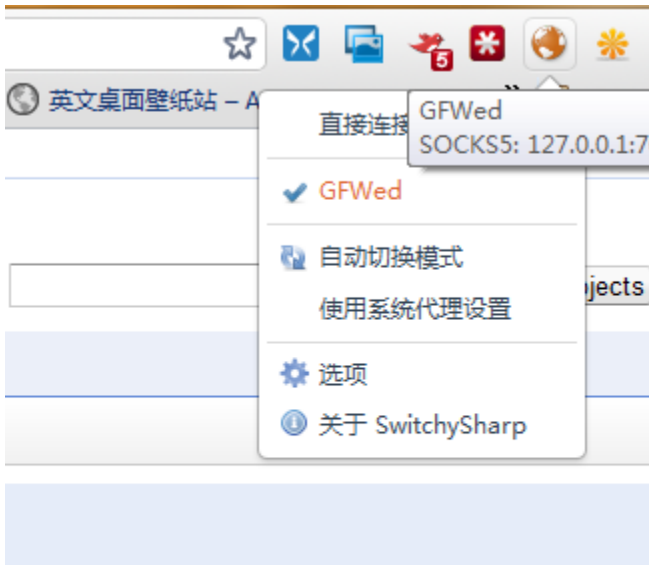 5
英文桌面壁纸站 – A
»
直接连接
GFWed
SOCKS5: 127.0.0.1:7
GFWed
自动切换模式
jects
使用系统代理设置
选项
关于 SwitchySharp